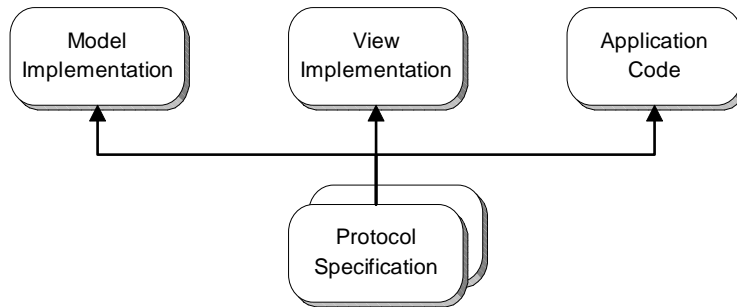 Model
Implementation
View
Implementation
Application
Code
Protocol
Specification